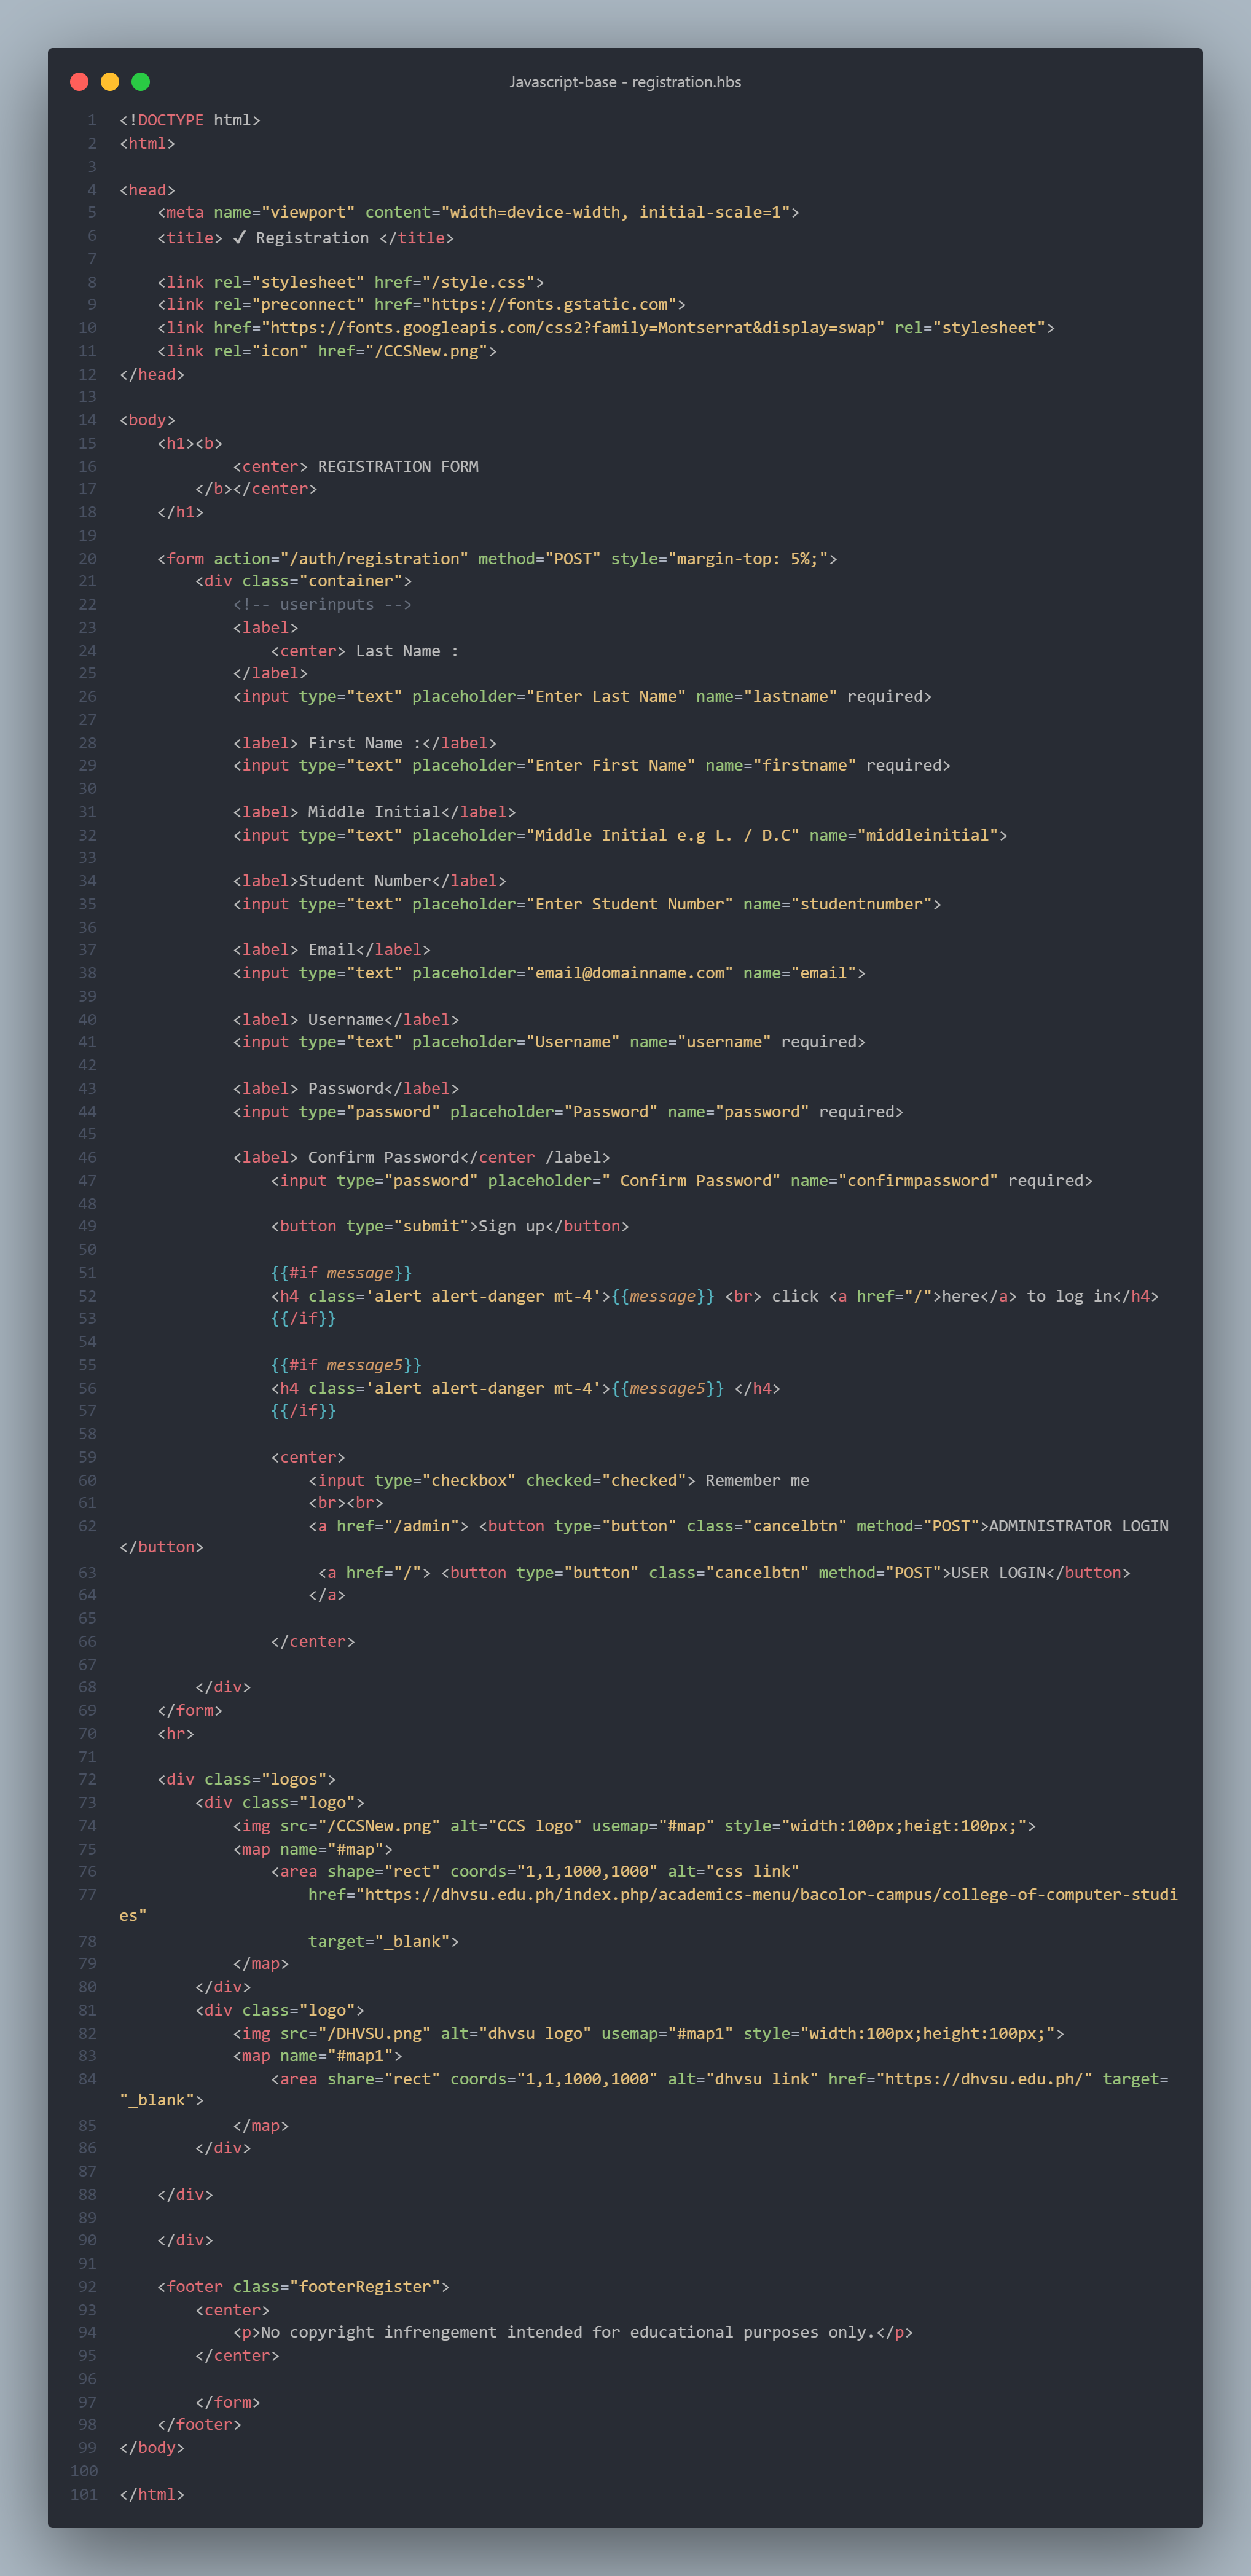 Javascript-base - registration.hbs
1 <!DOCTYPE html>
2 <html>
3
4 <head>
5     <meta name="viewport" content="width=device-width, initial-scale=1">
6     <title> ✓ Registration </title>
7
8     <link rel="stylesheet" href="/style.css">
9     <link rel="preconnect" href="https://fonts.gstatic.com">
10     <link href="https://fonts.googleapis.com/css2?family=Montserrat&display=swap" rel="stylesheet">
11     <link rel="icon" href="/CCSNew.png">
12 </head>
13
14 <body>
15     <h1><b>
16             <center> REGISTRATION FORM
17         </b></center>
18     </h1>
19
20     <form action="/auth/registration" method="POST" style="margin-top: 5%;">
21         <div class="container">
22             <!-- userinputs -->
23             <label>
24                 <center> Last Name :
25             </label>
26             <input type="text" placeholder="Enter Last Name" name="lastname" required>
27
28             <label> First Name :</label>
29             <input type="text" placeholder="Enter First Name" name="firstname" required>
30
31             <label> Middle Initial</label>
32             <input type="text" placeholder="Middle Initial e.g L. / D.C" name="middleinitial">
33
34             <label>Student Number</label>
35             <input type="text" placeholder="Enter Student Number" name="studentnumber">
36
37             <label> Email</label>
38             <input type="text" placeholder="email@domainname.com" name="email">
39
40             <label> Username</label>
41             <input type="text" placeholder="Username" name="username" required>
42
43             <label> Password</label>
44             <input type="password" placeholder="Password" name="password" required>
45
46             <label> Confirm Password</center /label>
47                 <input type="password" placeholder=" Confirm Password" name="confirmpassword" required>
48
49                 <button type="submit">Sign up</button>
50
51                 {{#if message}}
52                 <h4 class='alert alert-danger mt-4'>{{message}} <br> click <a href="/">here</a> to log in</h4>
53                 {{/if}}
54
55                 {{#if message5}}
56                 <h4 class='alert alert-danger mt-4'>{{message5}} </h4>
57                 {{/if}}
58
59                 <center>
60                     <input type="checkbox" checked="checked"> Remember me
61                     <br><br>
62                     <a href="/admin"> <button type="button" class="cancelbtn" method="POST">ADMINISTRATOR LOGIN
</button>
63                      <a href="/"> <button type="button" class="cancelbtn" method="POST">USER LOGIN</button>
64                     </a>
65
66                 </center>
67
68         </div>
69     </form>
70     <hr>
71
72     <div class="logos">
73         <div class="logo">
74             <img src="/CCSNew.png" alt="CCS logo" usemap="#map" style="width:100px;heigt:100px;">
75             <map name="#map">
76                 <area shape="rect" coords="1,1,1000,1000" alt="css link"
77                     href="https://dhvsu.edu.ph/index.php/academics-menu/bacolor-campus/college-of-computer-studi
es"
78                     target="_blank">
79             </map>
80         </div>
81         <div class="logo">
82             <img src="/DHVSU.png" alt="dhvsu logo" usemap="#map1" style="width:100px;height:100px;">
83             <map name="#map1">
84                 <area share="rect" coords="1,1,1000,1000" alt="dhvsu link" href="https://dhvsu.edu.ph/" target=
"_blank">
85             </map>
86         </div>
87
88     </div>
89
90     </div>
91
92     <footer class="footerRegister">
93         <center>
94             <p>No copyright infrengement intended for educational purposes only.</p>
95         </center>
96
97         </form>
98     </footer>
99 </body>
100
101 </html>